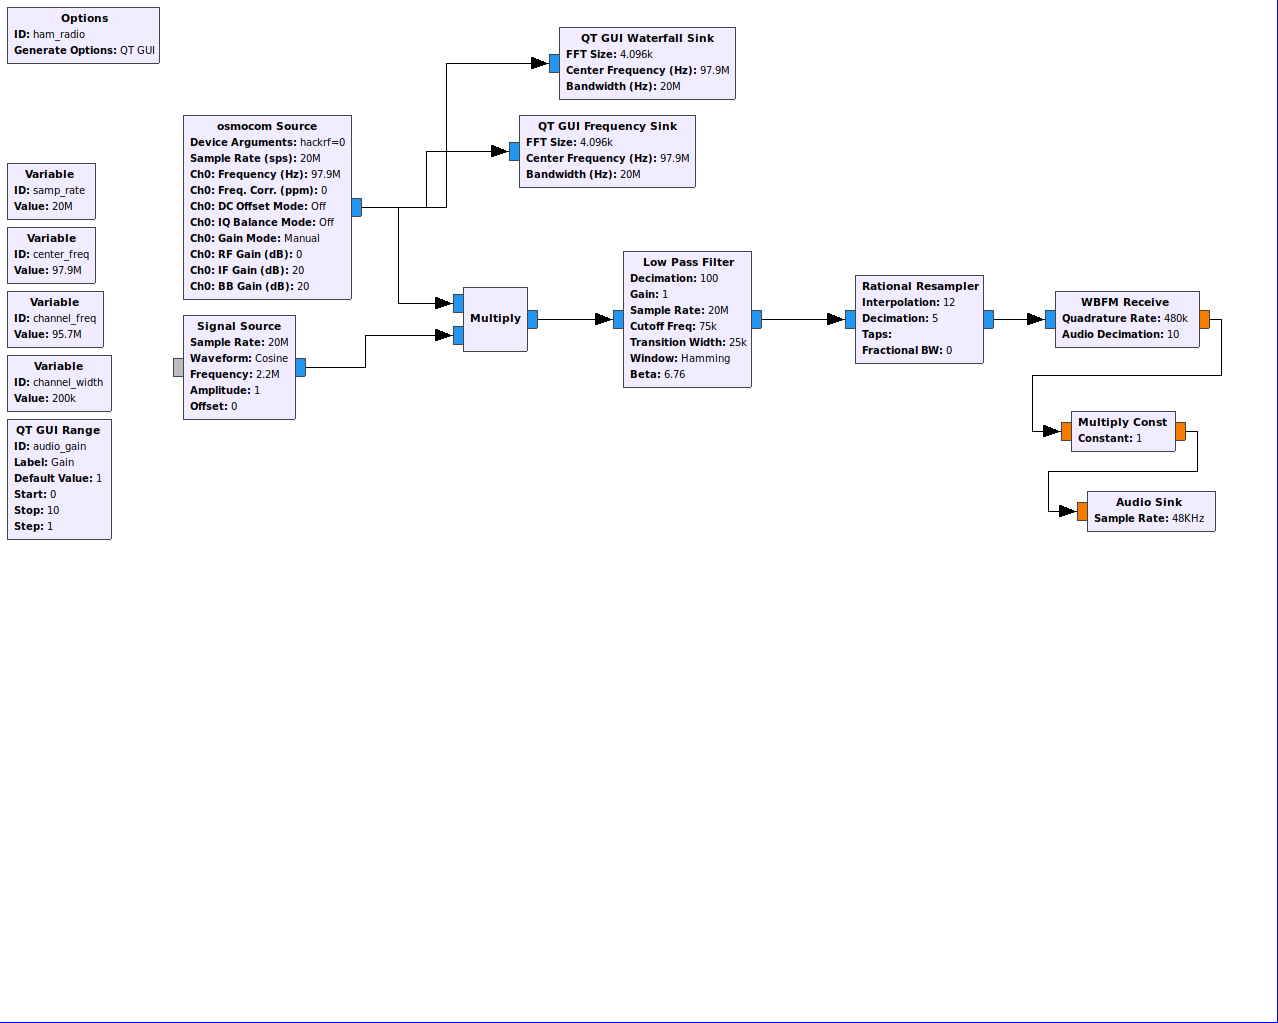 Options
ID: ham_radio
Generate Options: QT GUI
QT GUI Waterfall Sink
FFT Size: 4.096k
Center Frequency (Hz): 97.9M
Bandwidth (Hz): 20M
osmocom Source
Device Arguments: hackrf=0
Sample Rate (sps): 20M
Ch0: Frequency (Hz): 97.9M
Ch0: Freq. Corr. (ppm): 0
Ch0: DC Offset Mode: Off
Ch0: IQ Balance Mode: Off
Ch0: Gain Mode: Manual
Ch0: RF Gain (dB): 0
Ch0: IF Gain (dB): 20
Ch0: BB Gain (dB): 20
QT GUI Frequency Sink
FFT Size: 4.096k
Center Frequency (Hz): 97.9M
Bandwidth (Hz): 20M
Variable
ID: samp_rate
Value: 20M
Variable
ID: center_freq
Value: 97.9M
Variable
ID: channel_freq
Value: 95.7M
Variable
ID: channel_width
Value: 200k
QT GUI Range
ID: audio_gain
Label: Gain
Default Value: 1
Start: 0
Stop: 10
Step: 1
Signal Source
Sample Rate: 20M
Waveform: Cosine
Frequency: 2.2M
Amplitude: 1
Offset: 0
Multiply
Low Pass Filter
Decimation: 100
Gain: 1
Sample Rate: 20M
Cutoff Freq: 75k
Transition Width: 25k
Window: Hamming
Beta: 6.76
Rational Resampler
Interpolation: 12
Decimation: 5
Taps:
Fractional BW: 0
WBFM Receive
Quadrature Rate: 480k
Audio Decimation: 10
Multiply Const
Constant: 1
Audio Sink
Sample Rate: 48KHz